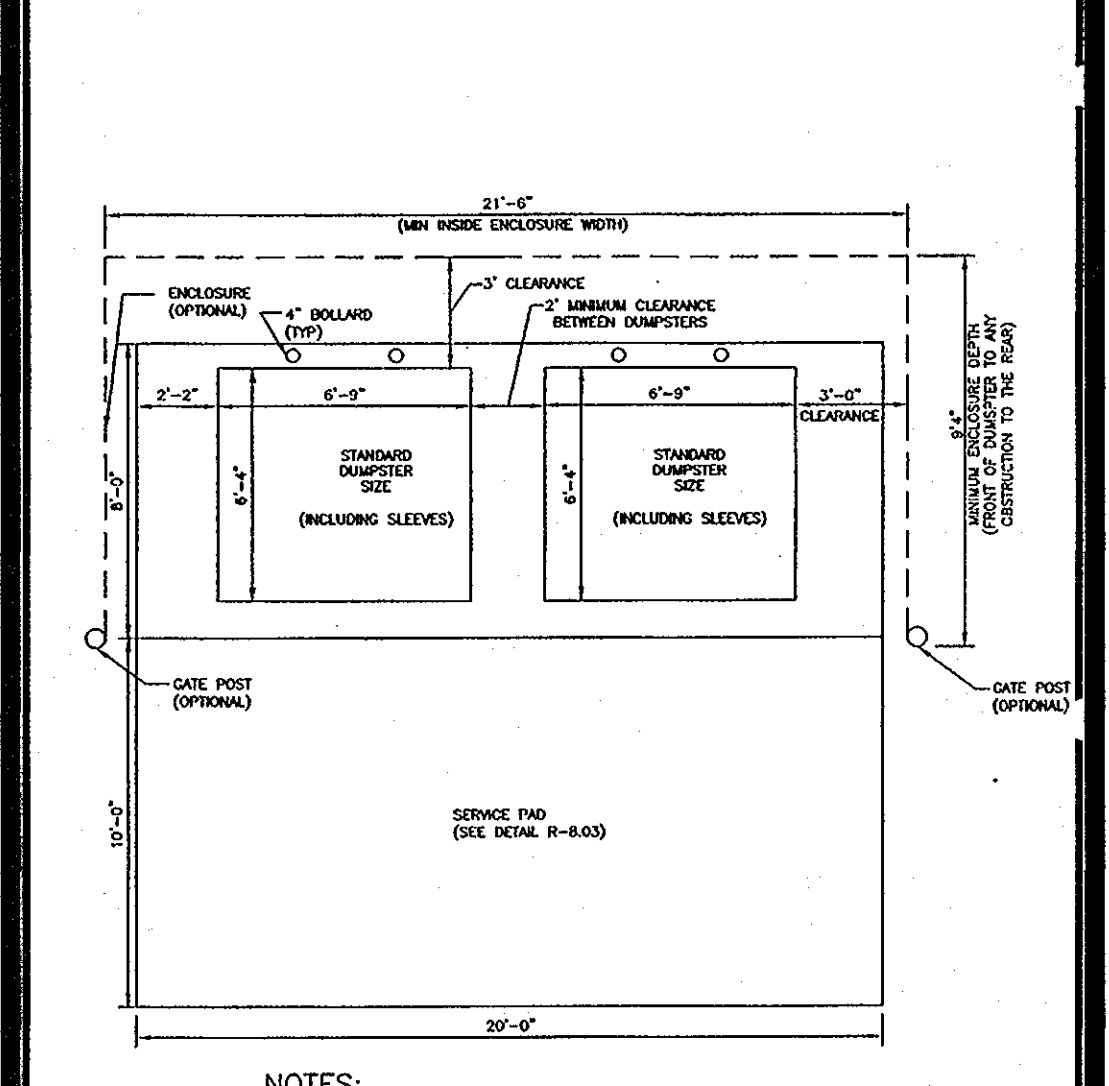 21'-6"
(MIN INSIDE ENCLOSURE WIDTH)
ENCLOSURE
(OPTIONAL)
4" BOLLARD
(TYP)
3' CLEARANCE
2' MINIMUM CLEARANCE
BETWEEN DUMPSTERS
2'-2"
6'-9"
6'-9"
3'-0"
CLEARANCE
9'4"
MINIMUM ENCLOSURE DEPTH
(FRONT OF DUMSPTER TO ANY
OBSTRUCTION TO THE REAR)
8'-0"
6'-4"
STANDARD
DUMPSTER
SIZE
(INCLUDING SLEEVES)
6'-4"
STANDARD
DUMPSTER
SIZE
(INCLUDING SLEEVES)
GATE POST
(OPTIONAL)
GATE POST
(OPTIONAL)
10'-0"
SERVICE PAD
(SEE DETAIL R-8.03)
20'-0"
NOTES: